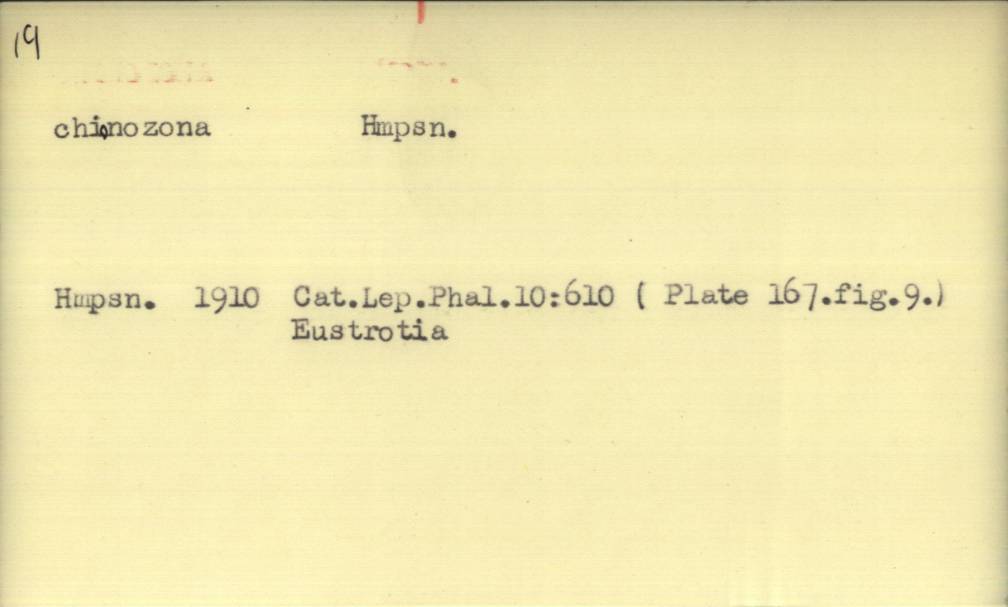 19
chionozona Hmpsn.
Hmpsn. 1910 Cat.Lep.Phal.10:610 ( Plate 167.fig.9.)
Eustrotia